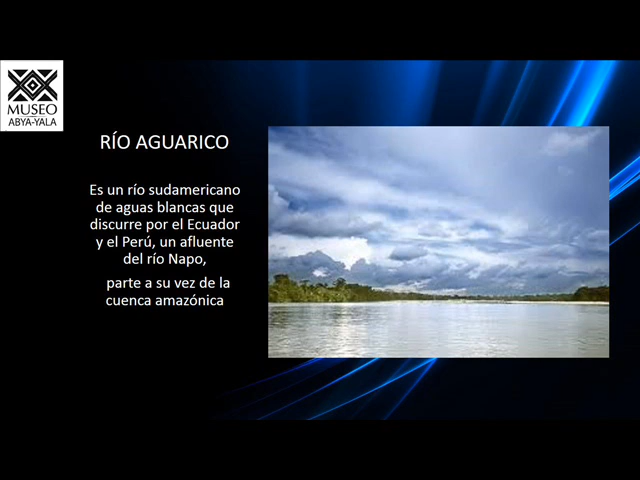 MUSEO
ABYA-YALA
RÍO AGUARICO
Es un río sudamericano
de aguas blancas que
discurre por el Ecuador
y el Perú, un afluente
del río Napo,
parte a su vez de la
cuenca amazónica